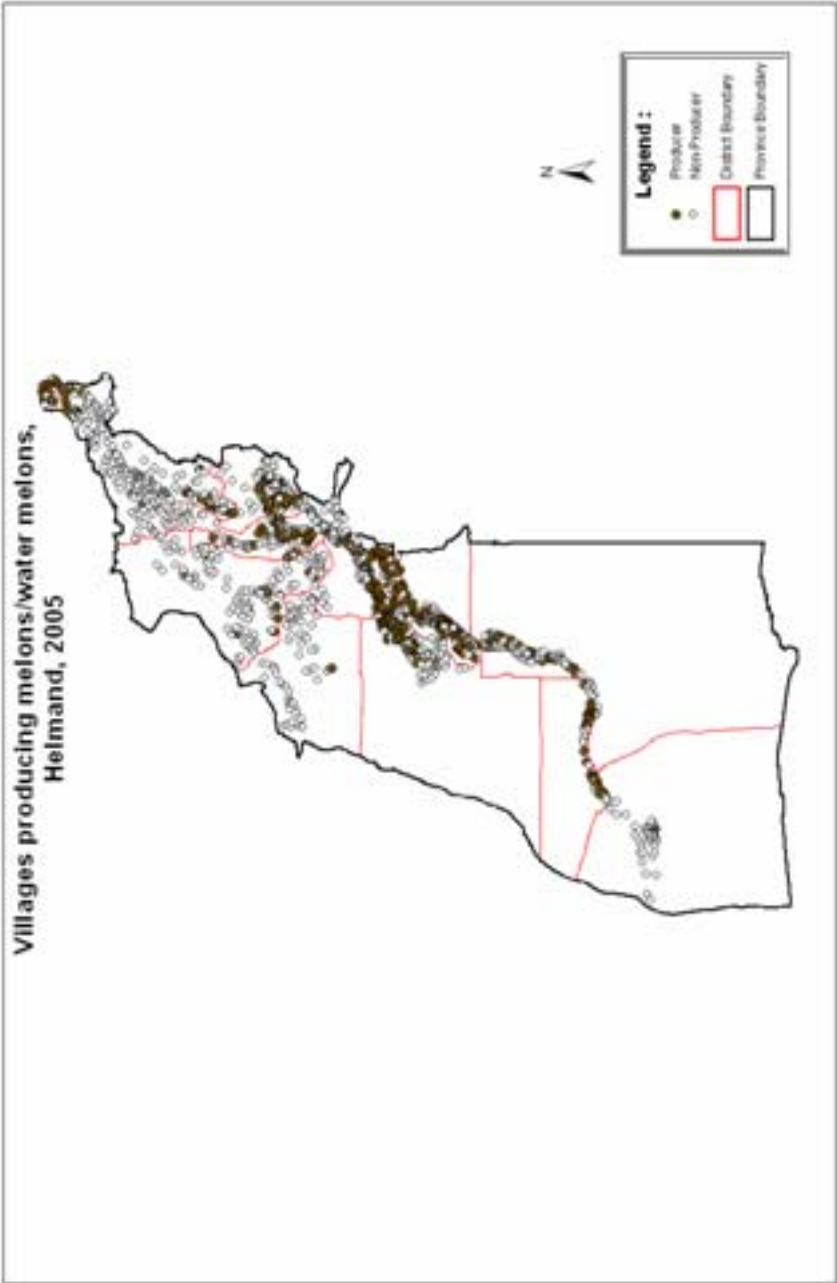 Villages producing melons/water melons,
Helmand, 2005
N
Legend :
Producer
Non-Producer
District Boundary
Province Boundary